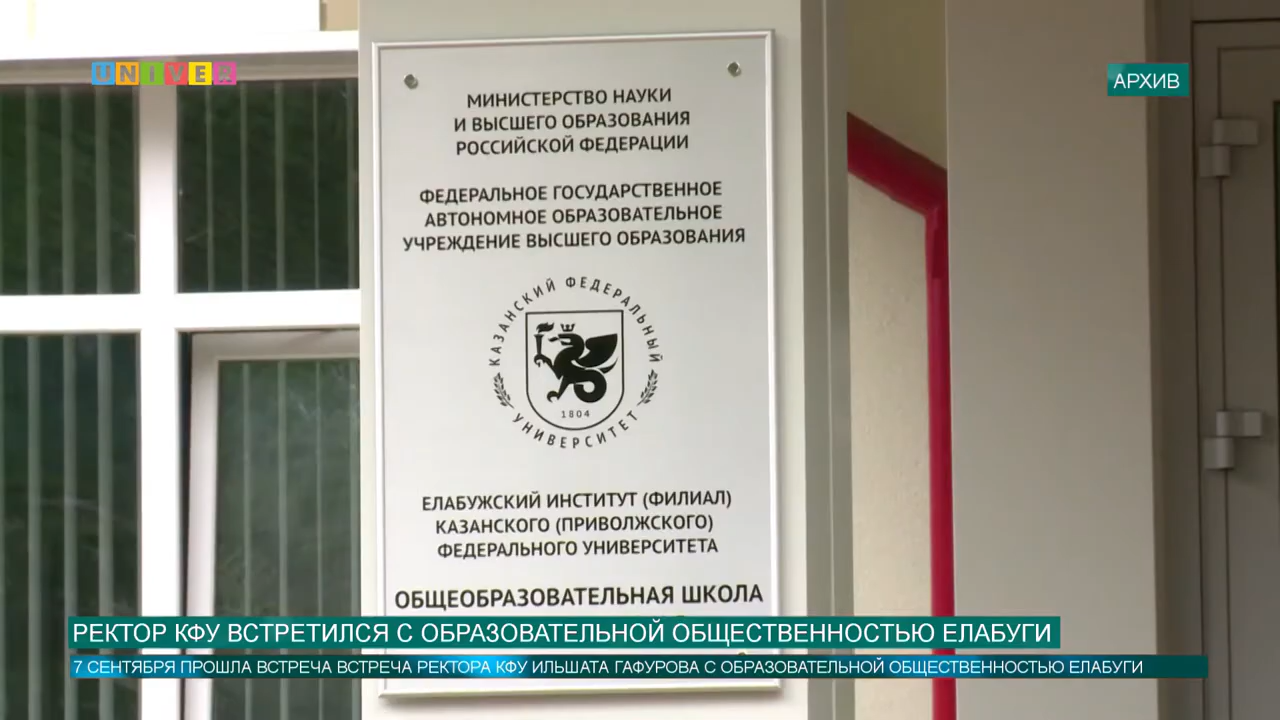 UNIVER
АРХИВ
МИНИСТЕРСТВО НАУКИ
И ВЫСШЕГО ОБРАЗОВАНИЯ
РОССИЙСКОЙ ФЕДЕРАЦИИ
ФЕДЕРАЛЬНОЕ ГОСУДАРСТВЕННОЕ
АВТОНОМНОЕ ОБРАЗОВАТЕЛЬНОЕ
УЧРЕЖДЕНИЕ ВЫСШЕГО ОБРАЗОВАНИЯ
КАЗАНСКИЙ ФЕДЕРАЛЬНЫЙ
1804
УНИВЕРСИТЕТ
ЕЛАБУЖСКИЙ ИНСТИТУТ (ФИЛИАЛ)
КАЗАНСКОГО (ПРИВОЛЖСКОГО)
ФЕДЕРАЛЬНОГО УНИВЕРСИТЕТА
ОБЩЕОБРАЗОВАТЕЛЬНАЯ ШКОЛА
РЕКТОР КФУ ВСТРЕТИЛСЯ С ОБРАЗОВАТЕЛЬНОЙ ОБЩЕСТВЕННОСТЬЮ ЕЛАБУГИ
7 СЕНТЯБРЯ ПРОШЛА ВСТРЕЧА ВСТРЕЧА РЕКТОРА КФУ ИЛЬШАТА ГАФУРОВА С ОБРАЗОВАТЕЛЬНОЙ ОБЩЕСТВЕННОСТЬЮ ЕЛАБУГИ